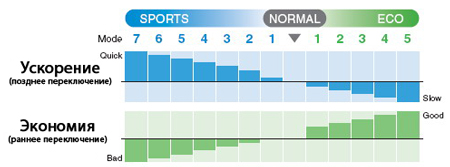 SPORTS NORMAL ECO
Mode 7 6 5 4 3 2 1 1 2 3 4 5
Quick
Ускорение
(позднее переключение)
Slow
Экономия
(раннее переключение)
Good
Bad